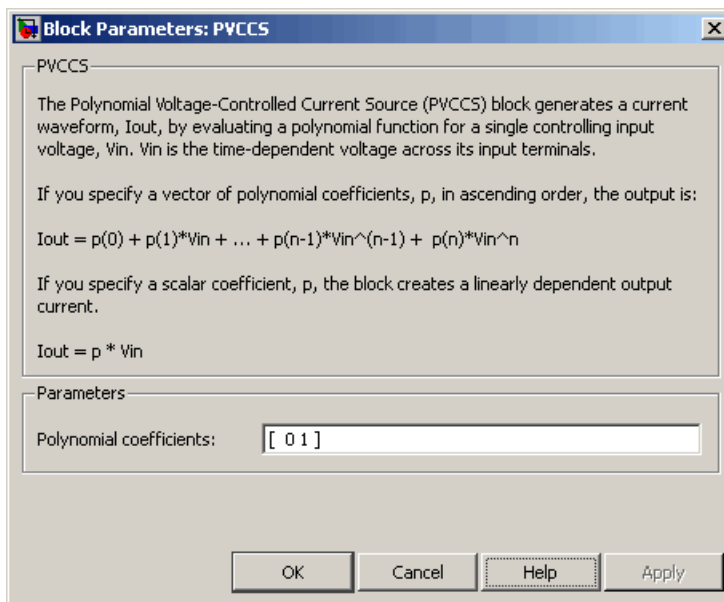 Block Parameters: PVCCS
PVCCS
The Polynomial Voltage-Controlled Current Source (PVCCS) block generates a current
waveform, Iout, by evaluating a polynomial function for a single controlling input
voltage, Vin. Vin is the time-dependent voltage across its input terminals.
If you specify a vector of polynomial coefficients, p, in ascending order, the output is:
Iout = p(0) + p(1)*Vin + ... + p(n-1)*Vin^(n-1) +  p(n)*Vin^n
If you specify a scalar coefficient, p, the block creates a linearly dependent output
current.
Iout = p * Vin
Parameters
Polynomial coefficients: [ 0 1 ]
OK Cancel Help Apply